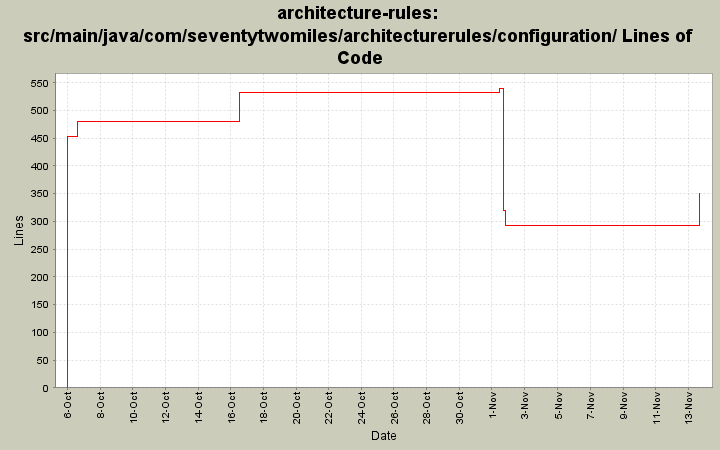 architecture-rules:
src/main/java/com/seventytwomiles/architecturerules/configuration/ Lines of
Code
550
500
450
400
350
300
250
200
150
100
50
0
Lines
6-Oct
8-Oct
10-Oct
12-Oct
14-Oct
16-Oct
18-Oct
20-Oct
22-Oct
24-Oct
26-Oct
28-Oct
30-Oct
1-Nov
3-Nov
5-Nov
7-Nov
9-Nov
11-Nov
13-Nov
Date